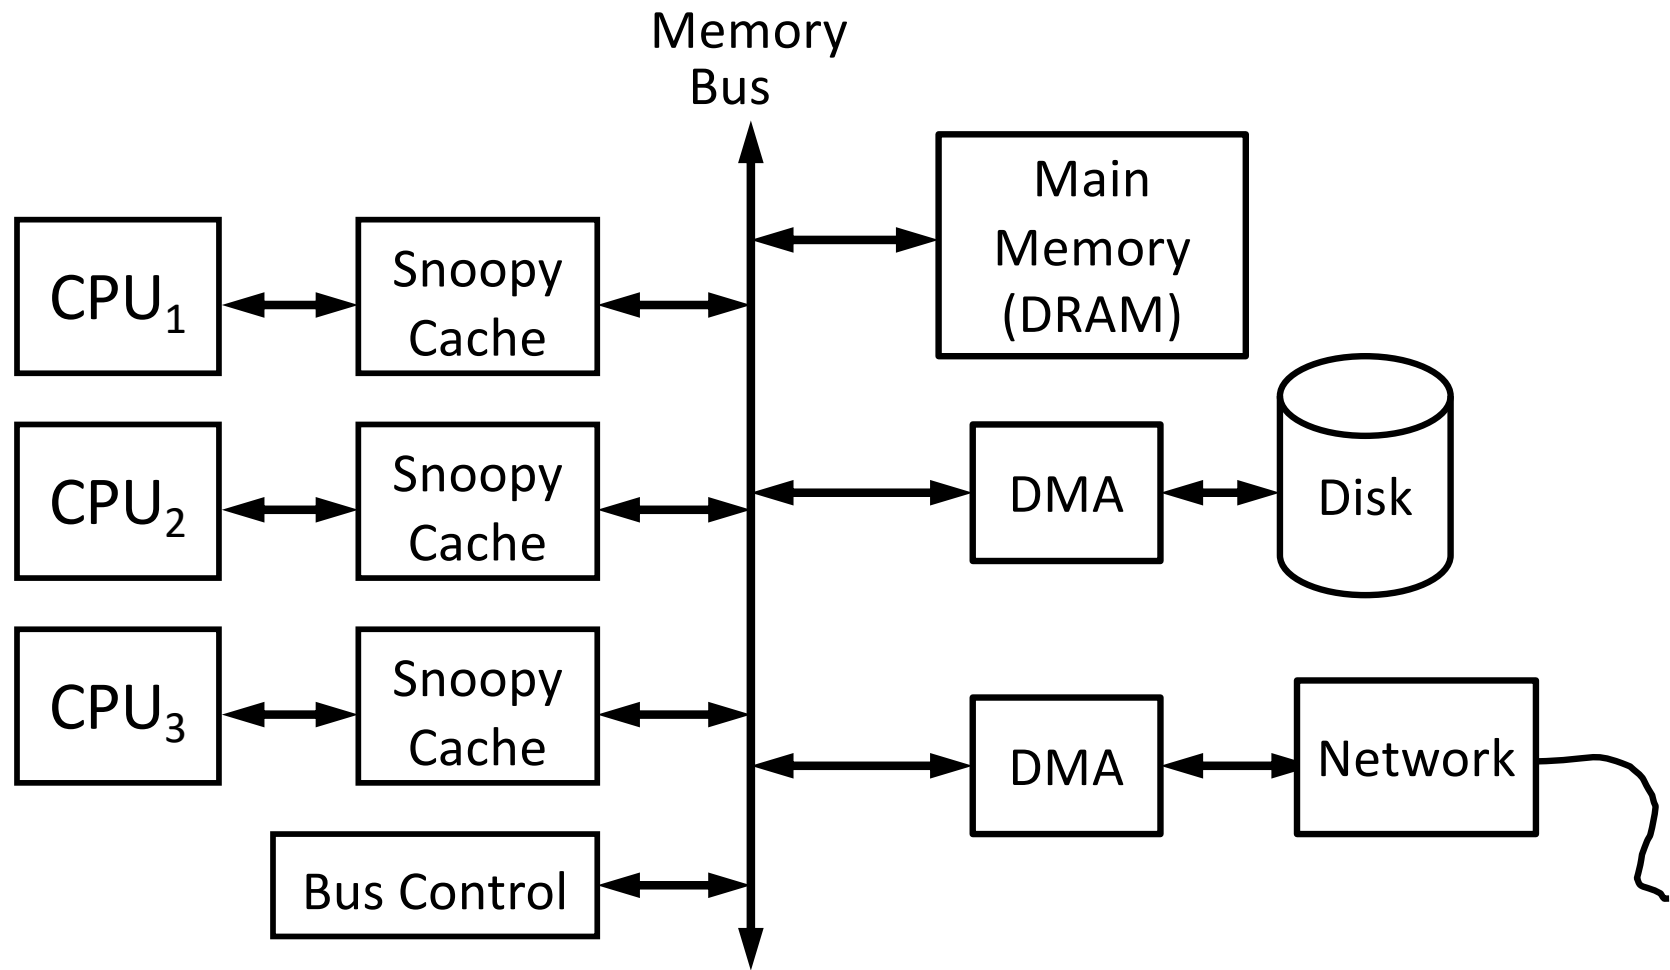 Memory
Bus
Main
Memory
(DRAM)
CPU₁
Snoopy
Cache
CPU₂
Snoopy
Cache
DMA
Disk
CPU₃
Snoopy
Cache
DMA
Network
Bus Control